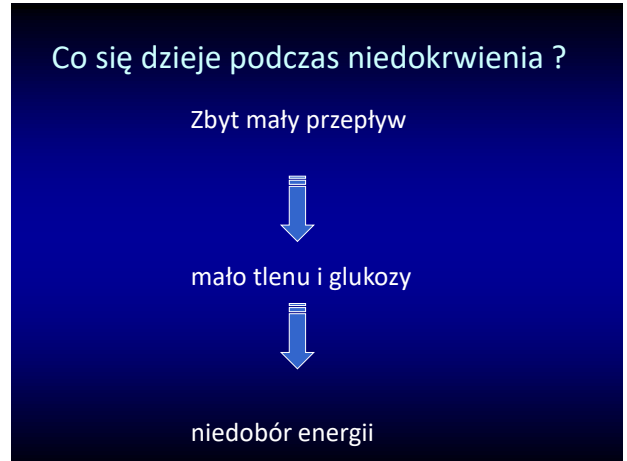 Co się dzieje podczas niedokrwienia ?
Zbyt mały przepływ
mało tlenu i glukozy
niedobór energii